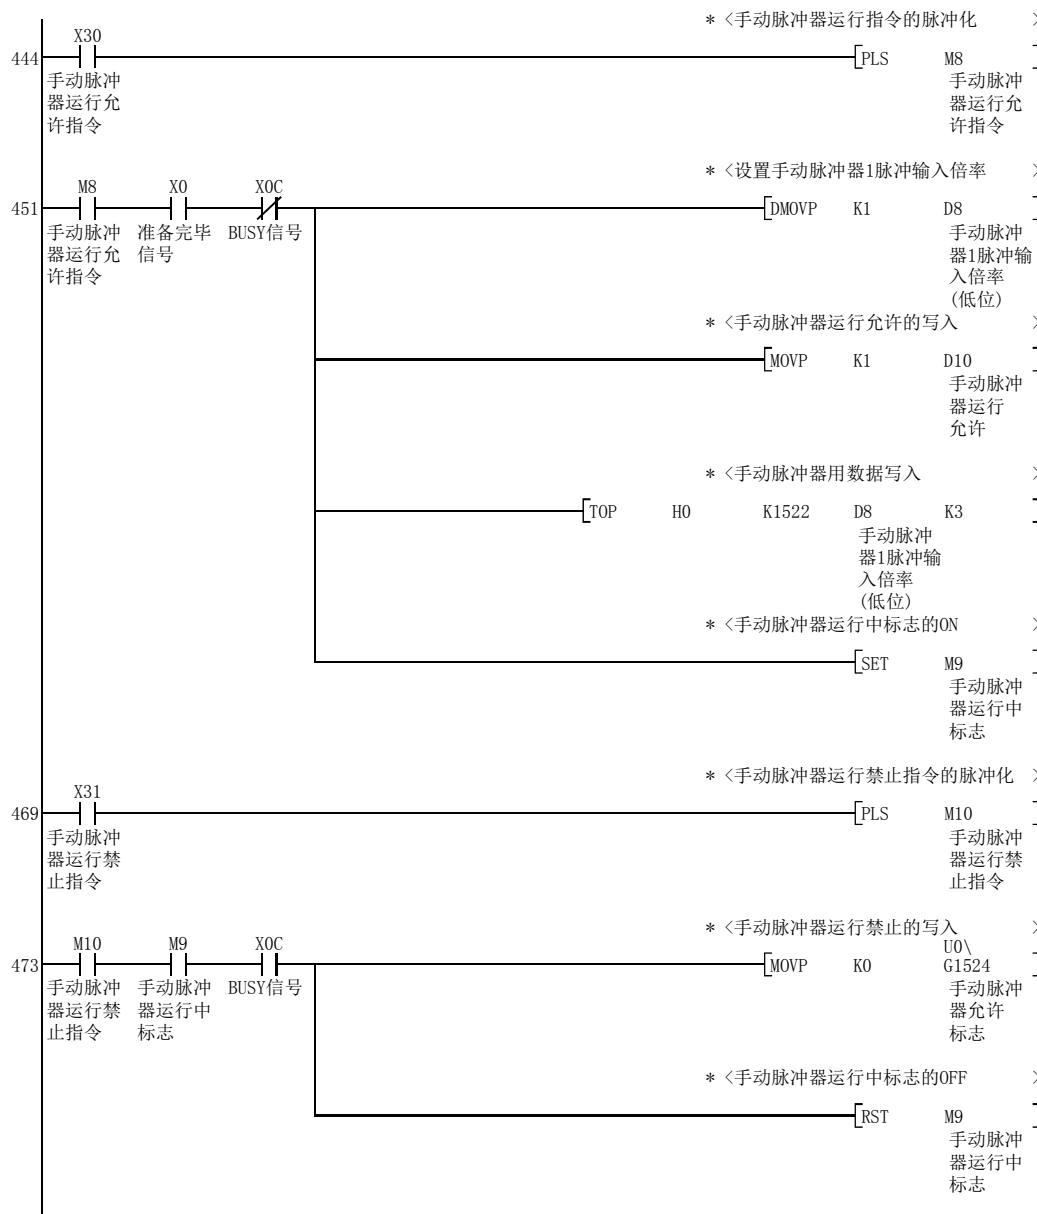 * <手动脉冲器运行指令的脉冲化 >
X30
444
PLS M8
手动脉冲
器运行允
许指令
手动脉冲
器运行允
许指令
* <设置手动脉冲器1脉冲输入倍率 >
M8 X0 X0C
451
DMOVP K1 D8
手动脉冲
器运行允
许指令
准备完毕
信号
BUSY信号
手动脉冲
器1脉冲输
入倍率
(低位)
* <手动脉冲器运行允许的写入 >
MOVP K1 D10
手动脉冲
器运行
允许
* <手动脉冲器用数据写入 >
TOP H0 K1522 D8 K3
手动脉冲
器1脉冲输
入倍率
(低位)
* <手动脉冲器运行中标志的ON >
SET M9
手动脉冲
器运行中
标志
* <手动脉冲器运行禁止指令的脉冲化 >
X31
469
PLS M10
手动脉冲
器运行禁
止指令
手动脉冲
器运行禁
止指令
* <手动脉冲器运行禁止的写入 >
M10 M9 X0C
U0\
473
MOVP K0 G1524
手动脉冲
器运行禁
止指令
手动脉冲
器运行中
标志
BUSY信号
手动脉冲
器允许
标志
* <手动脉冲器运行中标志的OFF >
RST M9
手动脉冲
器运行中
标志